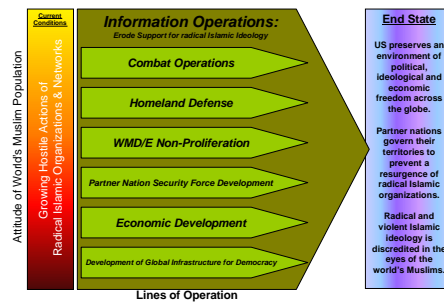 Attitude of World's Muslim Population
Current
Conditions
Growing Hostile Actions of
Radical Islamic Organizations & Networks
Information Operations:
Erode Support for radical Islamic Ideology
Combat Operations
Homeland Defense
WMD/E Non-Proliferation
Partner Nation Security Force Development
Economic Development
Development of Global Infrastructure for Democracy
Lines of Operation
End State
US preserves an
environment of
political,
ideological and
economic
freedom across
the globe.
Partner nations
govern their
territories to
prevent a
resurgence of
radical Islamic
organizations.
Radical and
violent Islamic
ideology is
discredited in the
eyes of the
world's Muslims.